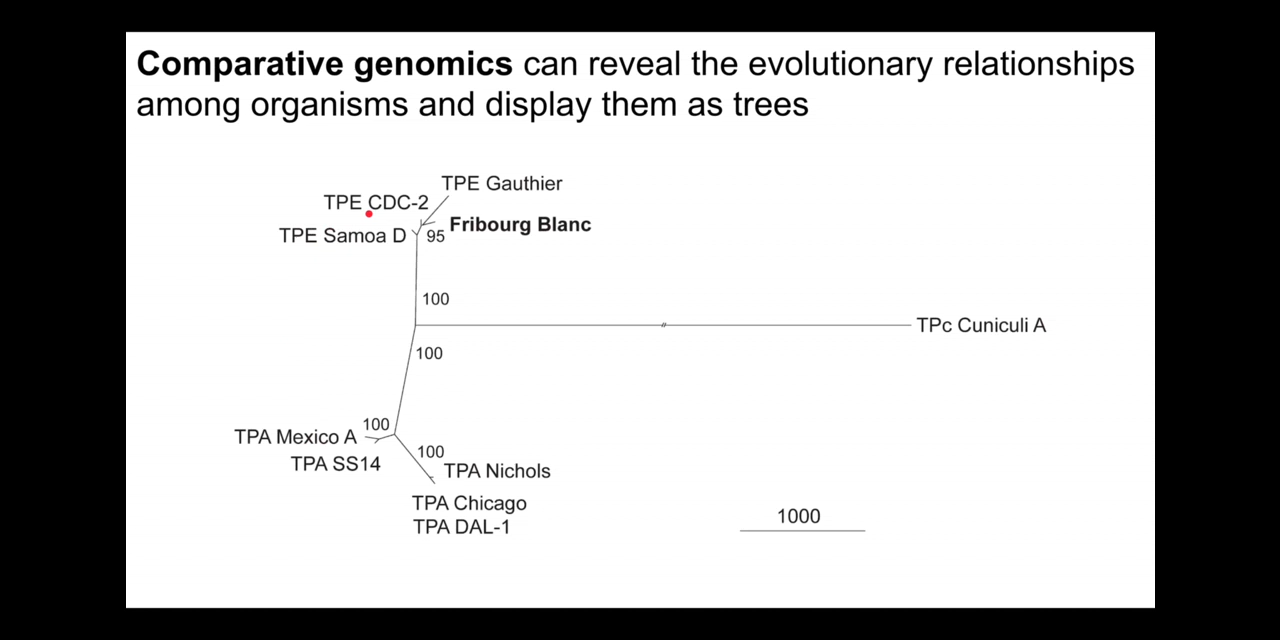 Comparative genomics can reveal the evolutionary relationships
among organisms and display them as trees
TPE Gauthier
TPE CDC-2
Fribourg Blanc
TPE Samoa D
95
100
TPc Cuniculi A
100
100
TPA Mexico A
100
TPA SS14
TPA Nichols
TPA Chicago
TPA DAL-1
1000